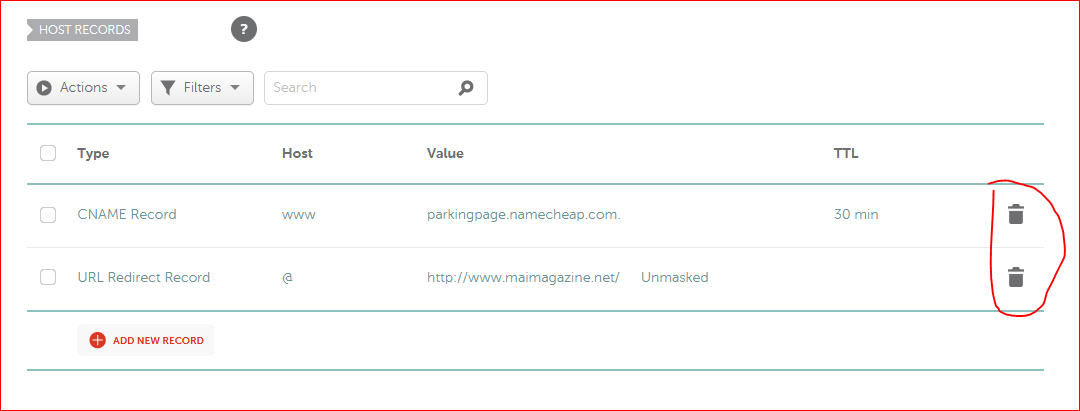 HOST RECORDS ?
Actions Filters Search
Type Host Value TTL
CNAME Record www parkingpage.namecheap.com. 30 min
URL Redirect Record @ http://www.maimagazine.net/ Unmasked
ADD NEW RECORD